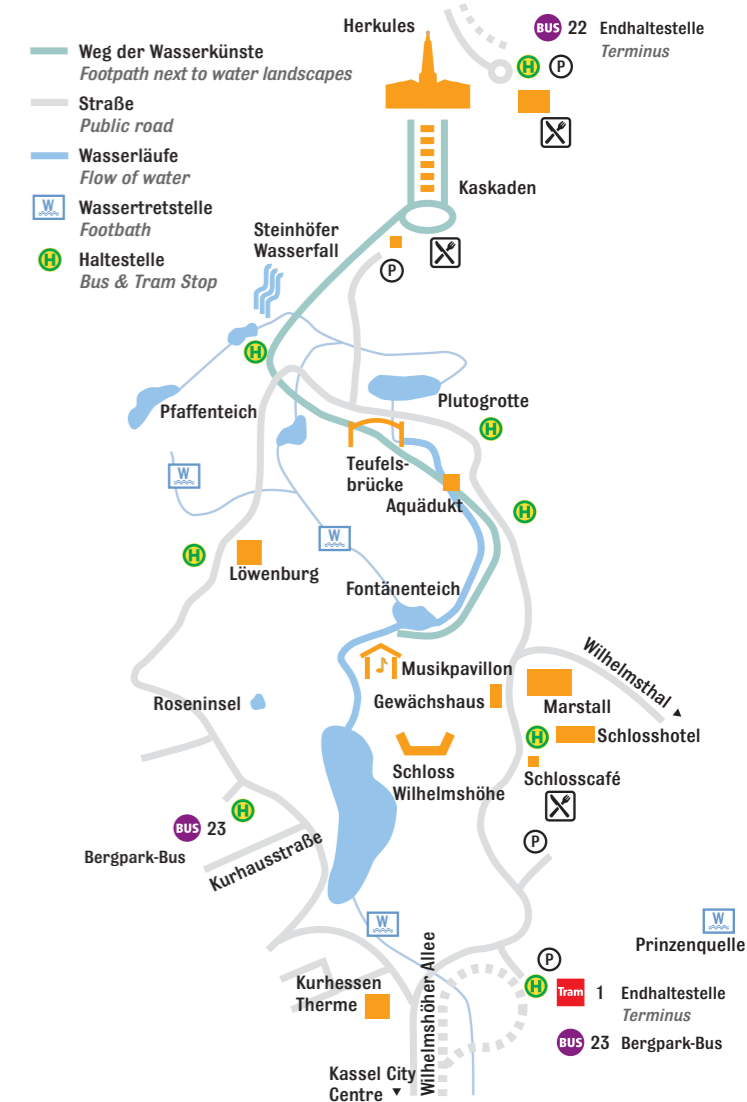 Weg der Wasserkünste
Footpath next to water landscapes
Straße
Public road
Wasserläufe
Flow of water
W
Wassertretstelle
Footbath
H
Haltestelle
Bus & Tram Stop
Herkules
BUS 22 Endhaltestelle
Terminus
H P
Kaskaden
Steinhöfer
Wasserfall
P
H
Pfaffenteich
Plutogrotte
H
Teufels-
brücke
W
Aquädukt
H
W
H
Löwenburg
Fontänenteich
Wilhelmsthal
Musikpavillon
Gewächshaus
Roseninsel
Marstall
H
Schlosshotel
Schloss
Wilhelmshöhe
Schlosscafé
H
BUS 23
Bergpark-Bus
Kurhausstraße
P
W
W
Prinzenquelle
P
Kurhessen
Therme
Wilhelmshöher Allee
H
Tram 1 Endhaltestelle
Terminus
BUS 23 Bergpark-Bus
Kassel City
Centre